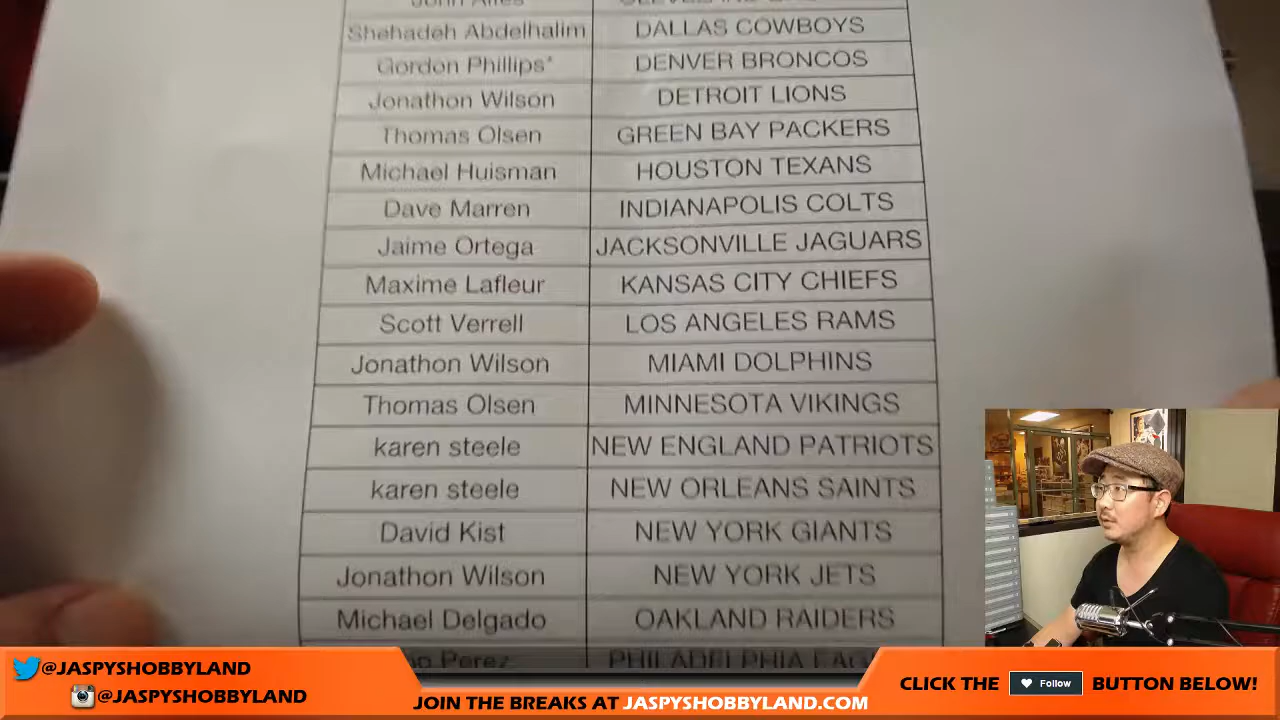 Shehadeh Abdelhalim DALLAS COWBOYS
Gordon Phillips* DENVER BRONCOS
Jonathon Wilson DETROIT LIONS
Thomas Olsen GREEN BAY PACKERS
Michael Huisman HOUSTON TEXANS
Dave Marren INDIANAPOLIS COLTS
Jaime Ortega JACKSONVILLE JAGUARS
Maxime Lafleur KANSAS CITY CHIEFS
Scott Verrell LOS ANGELES RAMS
Jonathon Wilson MIAMI DOLPHINS
Thomas Olsen MINNESOTA VIKINGS
karen steele NEW ENGLAND PATRIOTS
karen steele NEW ORLEANS SAINTS
David Kist NEW YORK GIANTS
Jonathon Wilson NEW YORK JETS
Michael Delgado OAKLAND RAIDERS
Perez PHILADELPHIA
@JASPYSHOBBYLAND
@JASPYSHOBBYLAND
JOIN THE BREAKS AT JASPYSHOBBYLAND.COM
CLICK THE Follow BUTTON BELOW!